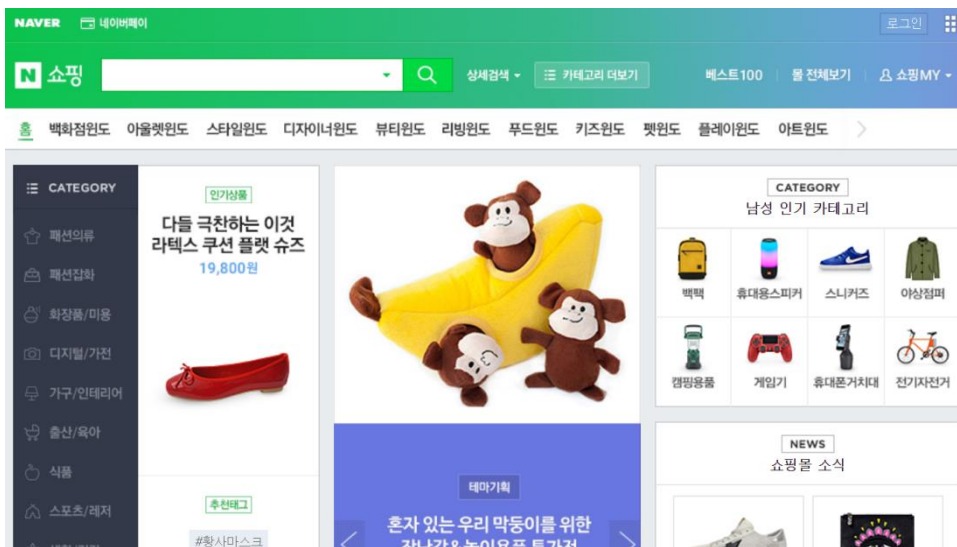 NAVER 네이버페이 로그인
N 쇼핑 상세검색 카테고리 더보기 베스트100 몰 전체보기 쇼핑MY
홈 백화점윈도 아울렛윈도 스타일윈도 디자이너윈도 뷰티윈도 리빙윈도 푸드윈도 키즈윈도 펫윈도 플레이윈도 아트윈도
CATEGORY
패션의류
패션잡화
화장품/미용
디지털/가전
가구/인테리어
출산/육아
식품
스포츠/레저
인기상품
다들 극찬하는 이것
라텍스 쿠션 플랫 슈즈
19,800원
추천태그
#황사마스크
테마기획
혼자 있는 우리 막둥이를 위한
장난감&놀이용품 특가전
CATEGORY
남성 인기 카테고리
백팩 휴대용스피커 스니커즈 야상점퍼
캠핑용품 게임기 휴대폰거치대 전기자전거
NEWS
쇼핑몰 소식